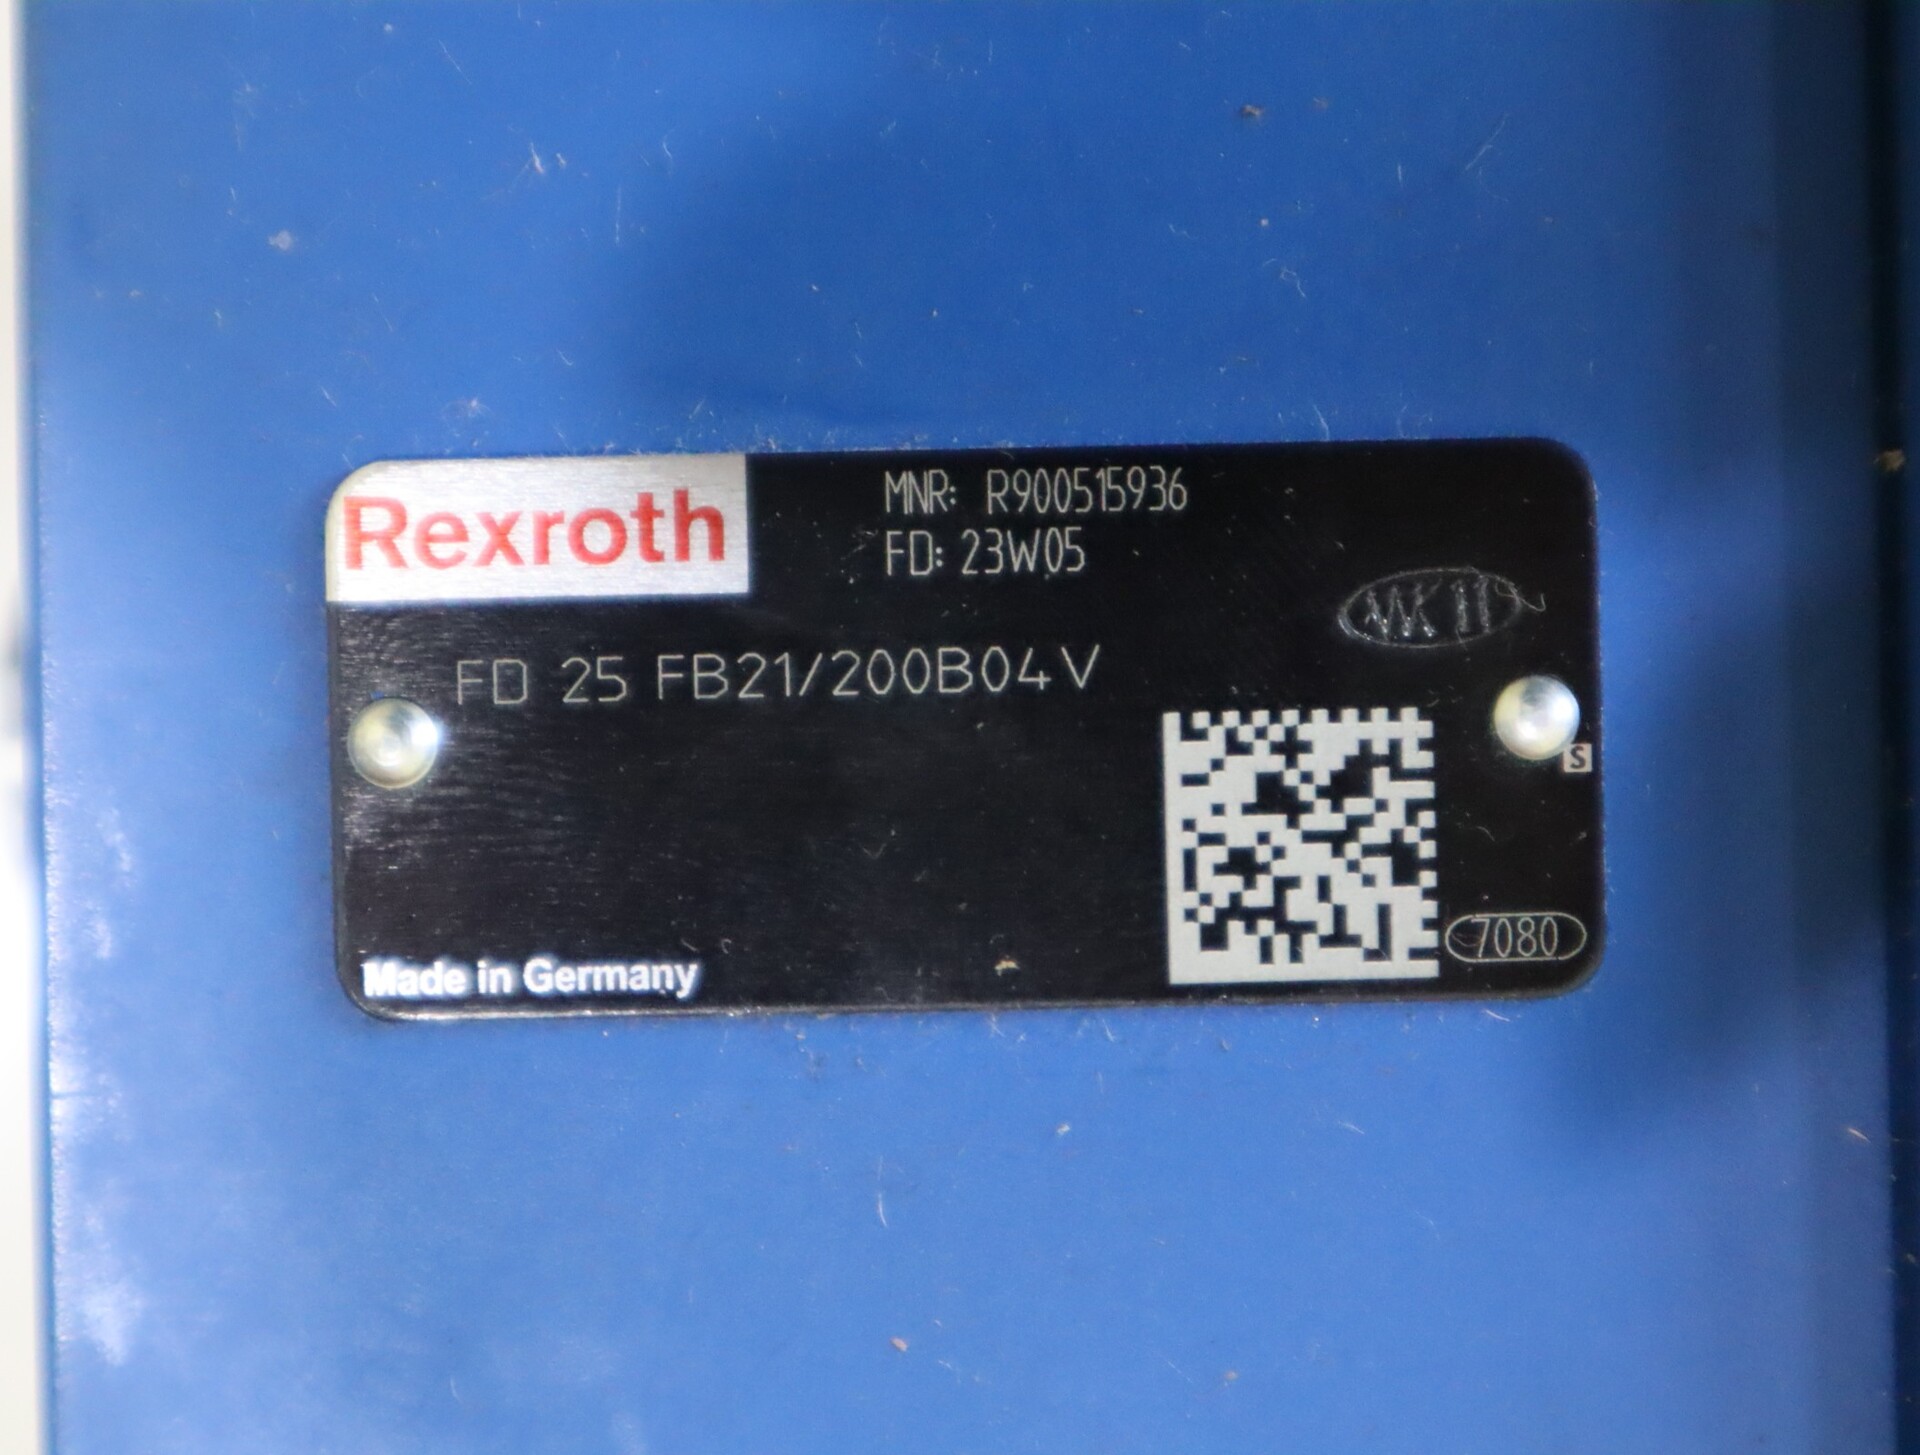 Rexroth
MNR: R900515936
FD: 23W05
FD 25 FB21/200B04V
S
7080
Made in Germany